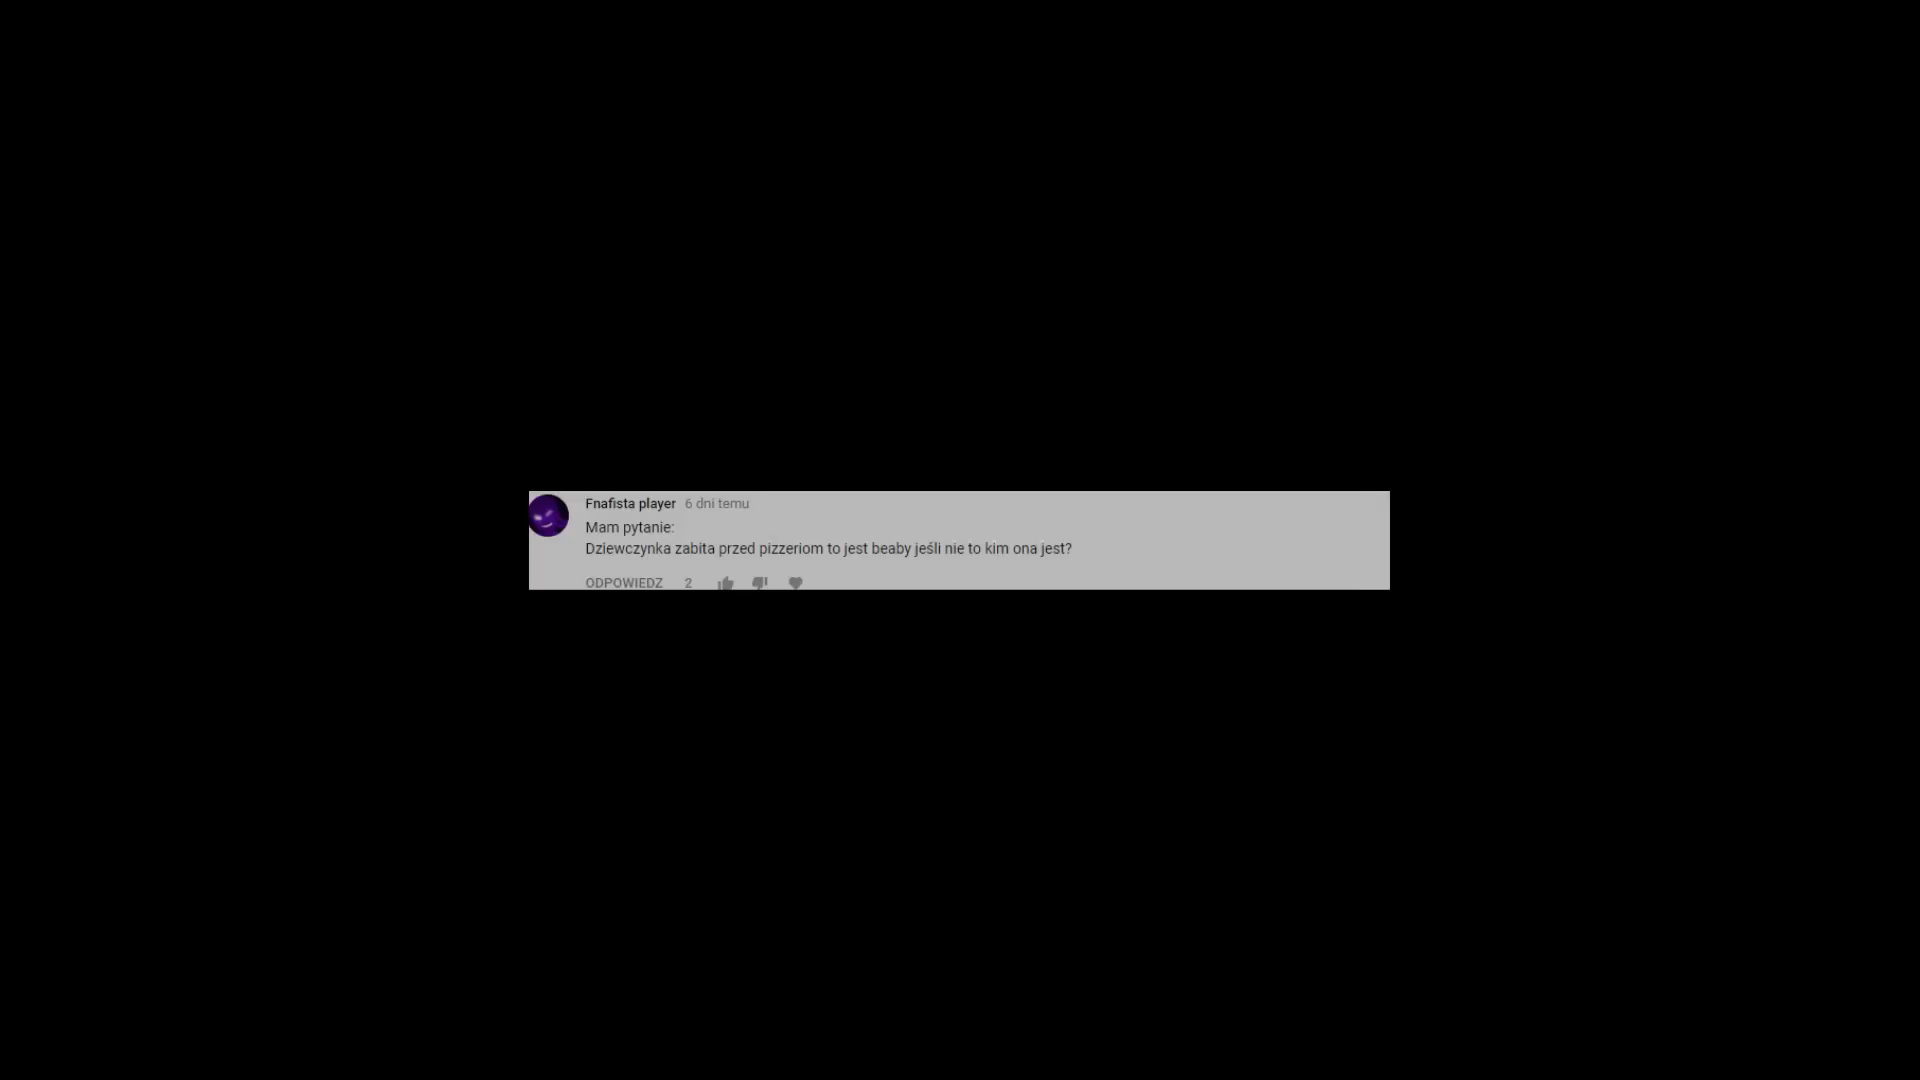 Fnafista player 6 dni temu
Mam pytanie:
Dziewczynka zabita przed pizzeriom to jest beaby jeśli nie to kim ona jest?
ODPOWIEDZ 2